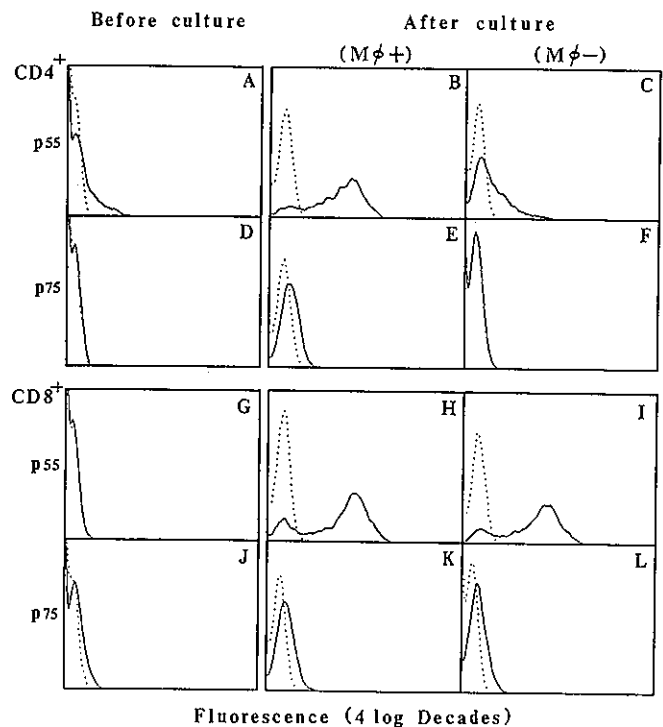 Before culture After culture
(Mϕ+) (Mϕ−)
CD4+
A B C
p55
D E F
p75
CD8+
G H I
p55
J K L
p75
Fluorescence (4 log Decades)